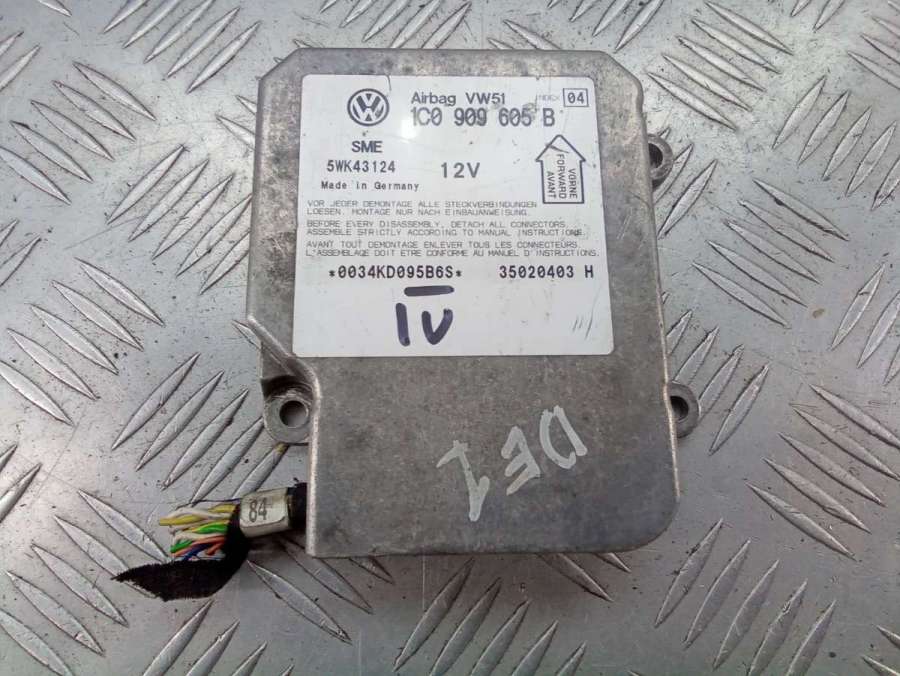 Airbag VW51 INDEX 04
1C0 909 605 B
SME
5WK43124 12V
Made in Germany
VORNE
FORWARD
AVANT
VOR JEDER DEMONTAGE ALLE STECKVERBINDUNGEN
LOESEN. MONTAGE NUR NACH EINBAUANWEISUNG.
BEFORE EVERY DISASSEMBLY, DETACH ALL CONNECTORS.
ASSEMBLE STRICTLY ACCORDING TO MANUAL INSTRUCTIONS.
AVANT TOUT DEMONTAGE ENLEVER TOUS LES CONNECTEURS.
L'ASSEMBLAGE DOIT ETRE CONFORME AU MANUEL D'INSTRUCTIONS.
*0034KD095B6S* 35020403 H
DE1
84